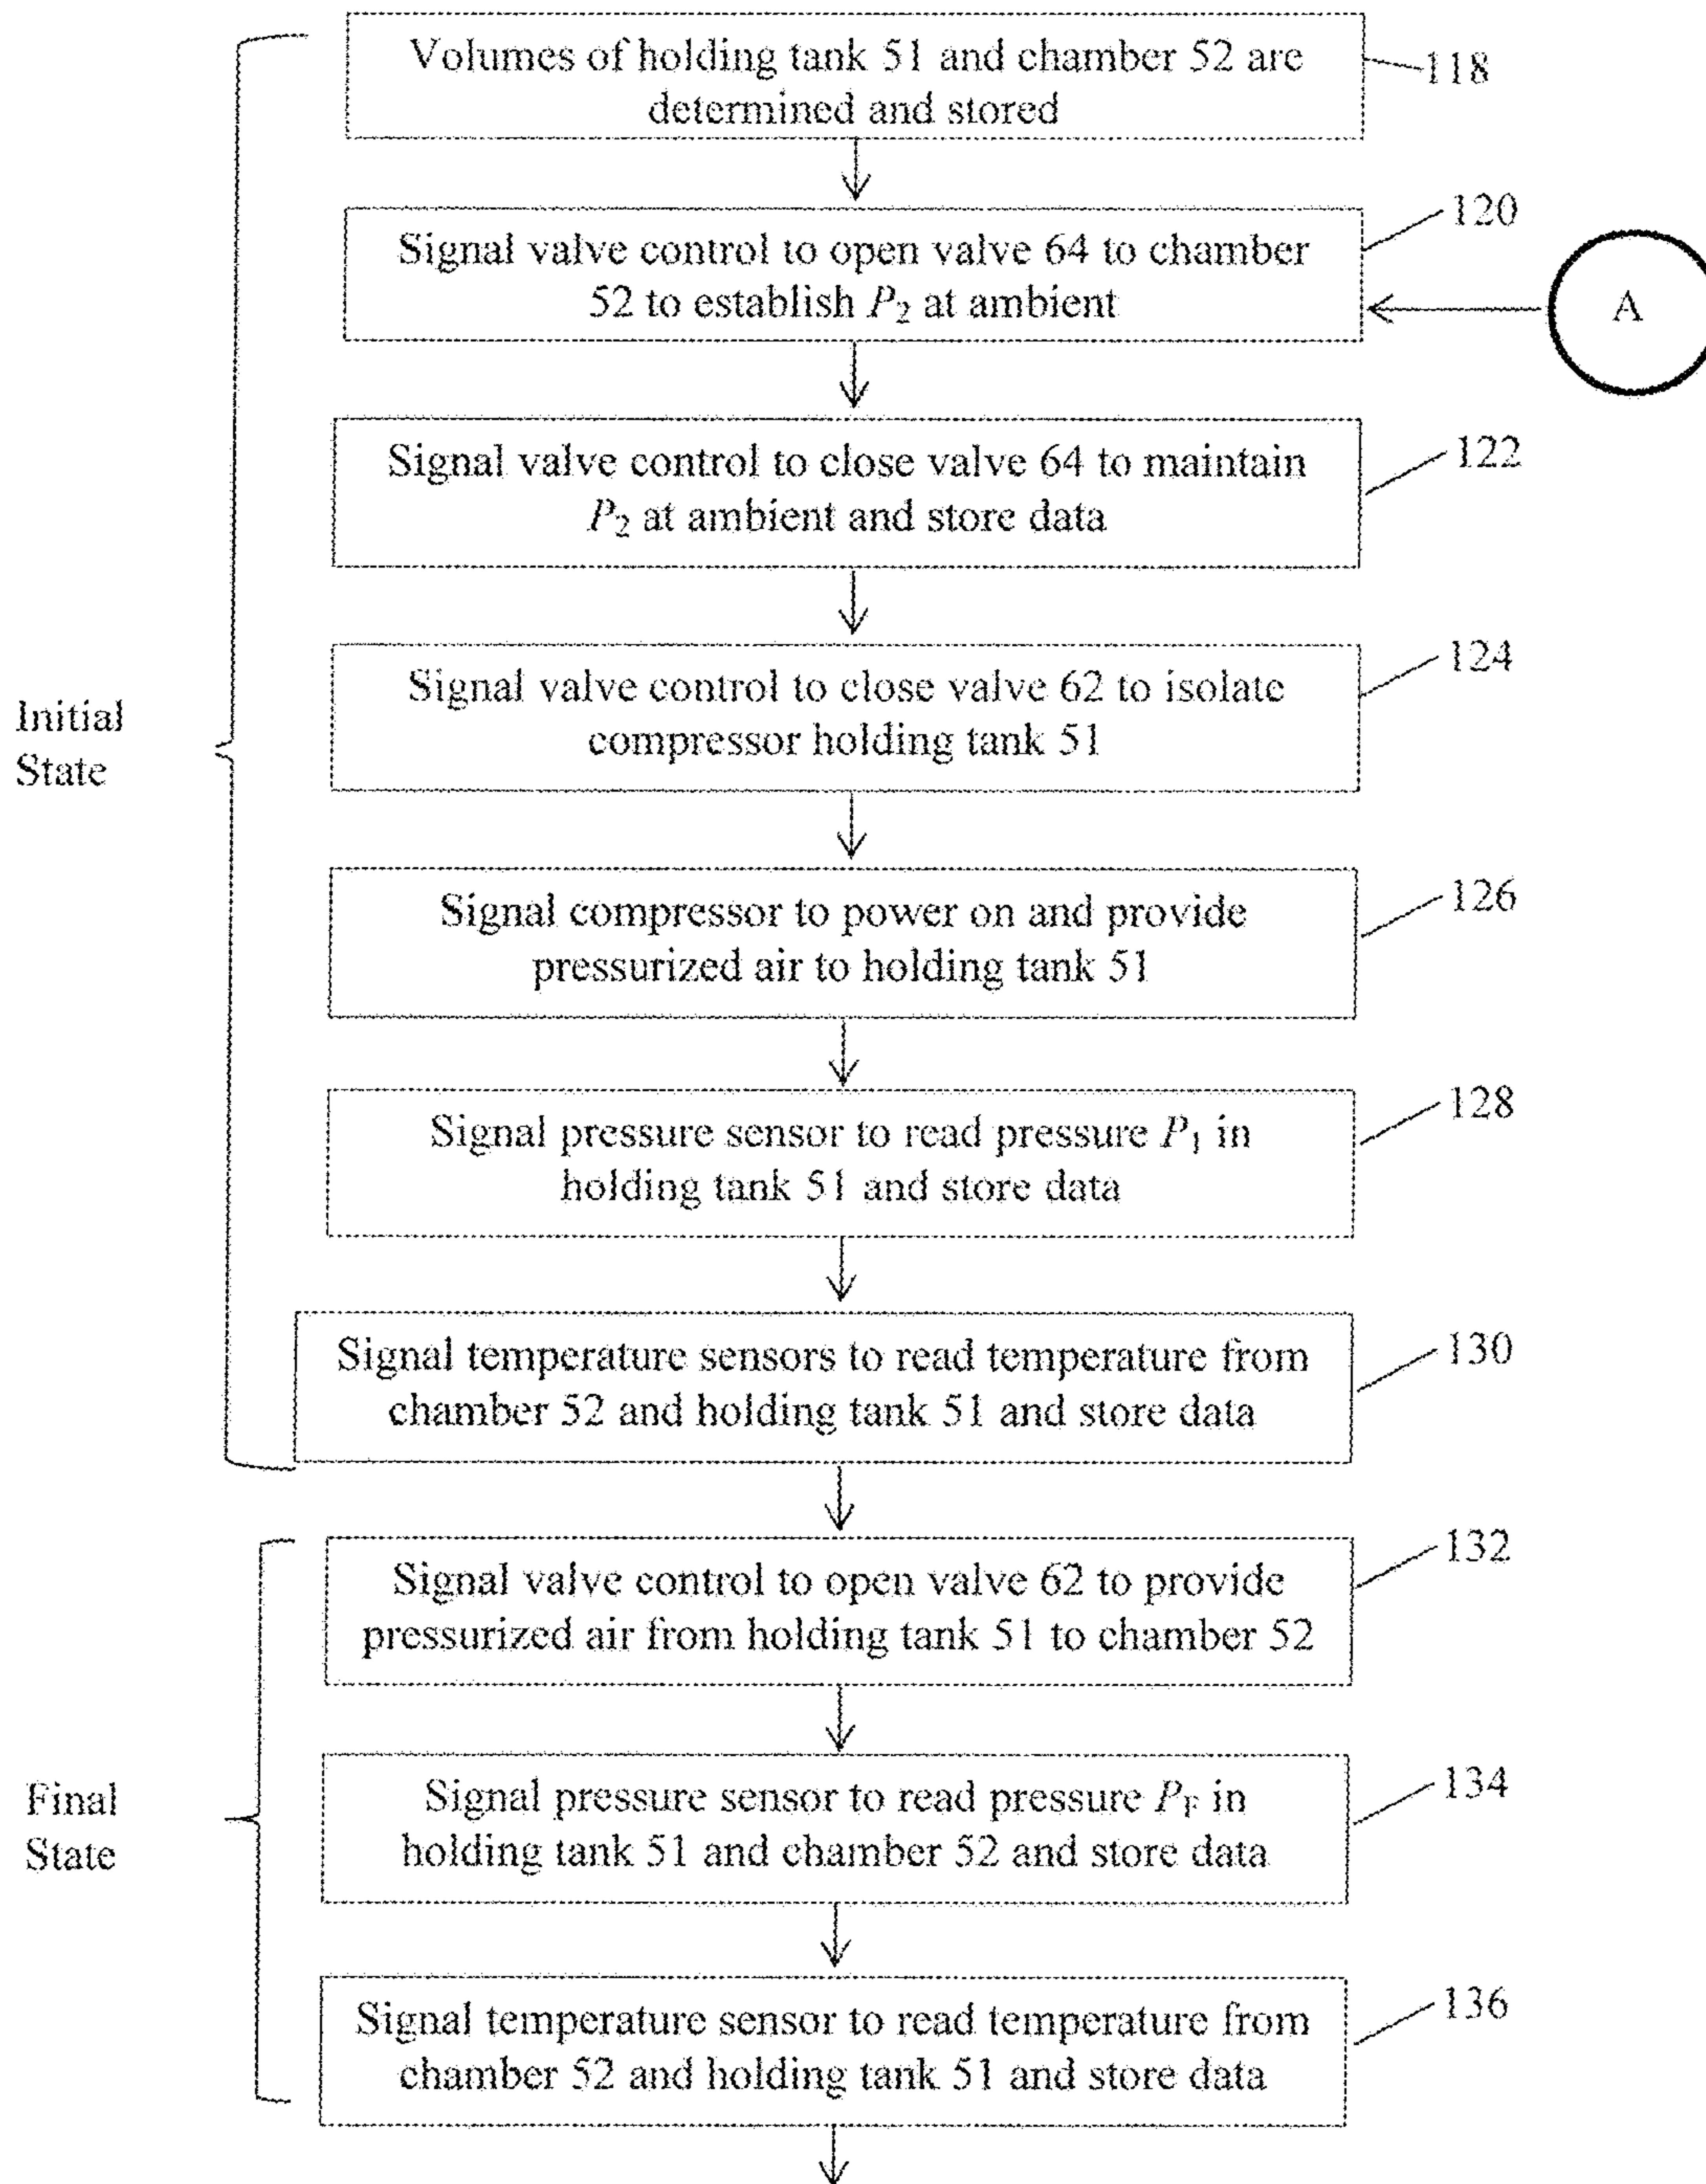 Volumes of holding tank 51 and chamber 52 are
determined and stored
118
Signal valve control to open valve 64 to chamber
52 to establish P₂ at ambient
120
A
Signal valve control to close valve 64 to maintain
P₂ at ambient and store data
122
Signal valve control to close valve 62 to isolate
compressor holding tank 51
124
Initial
State
Signal compressor to power on and provide
pressurized air to holding tank 51
126
Signal pressure sensor to read pressure P₁ in
holding tank 51 and store data
128
Signal temperature sensors to read temperature from
chamber 52 and holding tank 51 and store data
130
Signal valve control to open valve 62 to provide
pressurized air from holding tank 51 to chamber 52
132
Signal pressure sensor to read pressure P_F in
holding tank 51 and chamber 52 and store data
134
Final
State
Signal temperature sensor to read temperature from
chamber 52 and holding tank 51 and store data
136